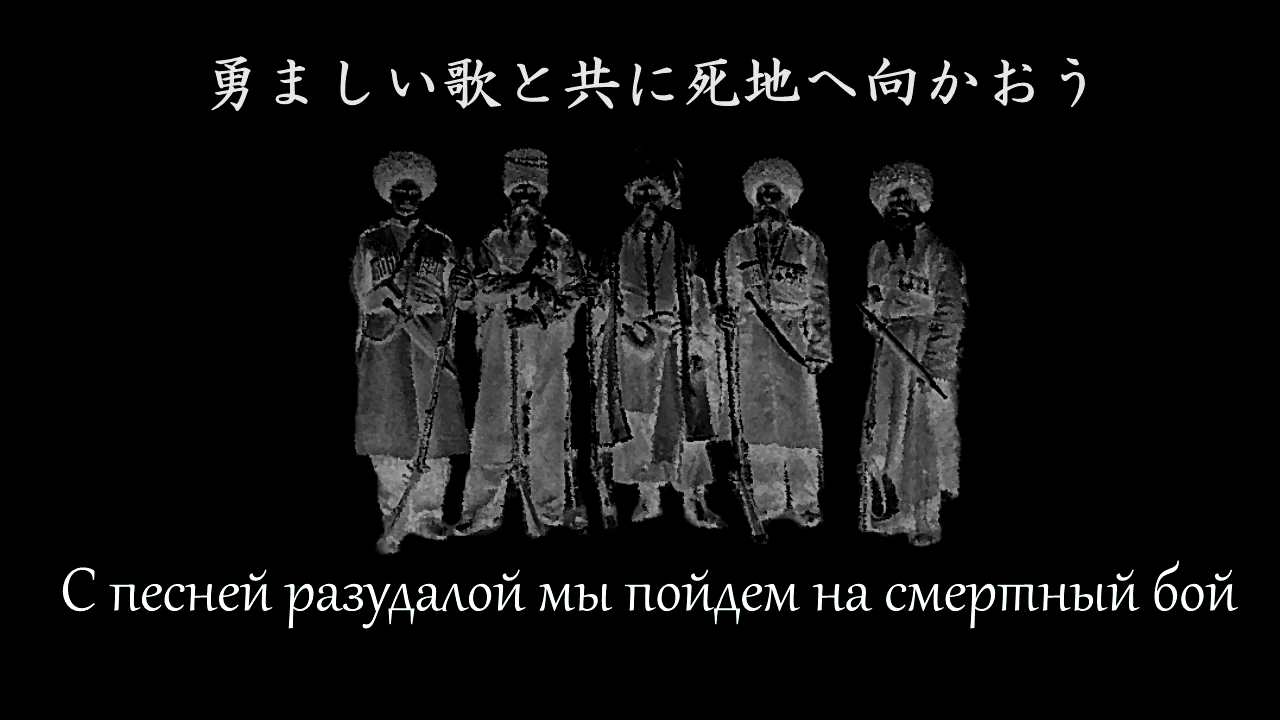 勇ましい歌と共に死地へ向かおう
С песней разудалой мы пойдем на смертный бой